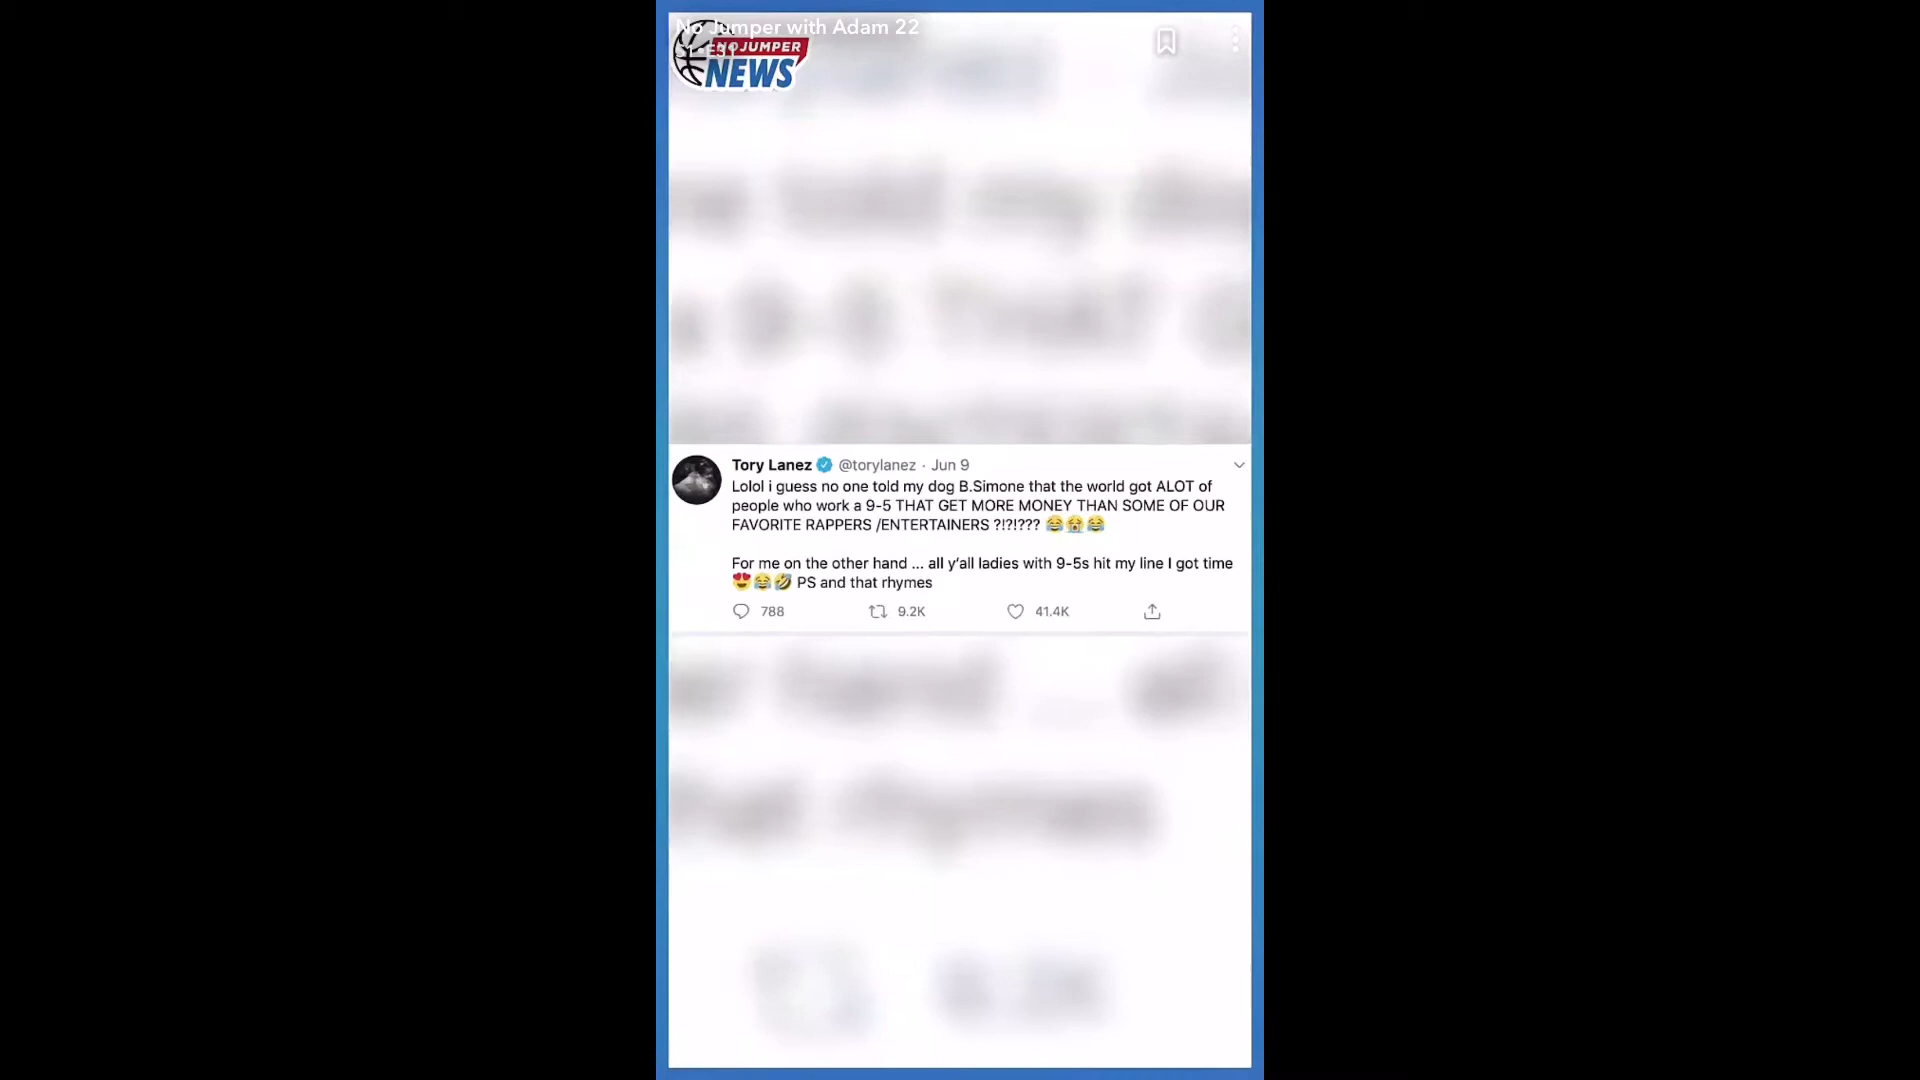 No Jumper with Adam 22
NO JUMPER
NEWS
Tory Lanez @torylanez · Jun 9
Lolol i guess no one told my dog B.Simone that the world got ALOT of
people who work a 9-5 THAT GET MORE MONEY THAN SOME OF OUR
FAVORITE RAPPERS /ENTERTAINERS ?!?!??? 😂😭😂
For me on the other hand ... all y'all ladies with 9-5s hit my line I got time
😍😂🤣 PS and that rhymes
788 9.2K 41.4K